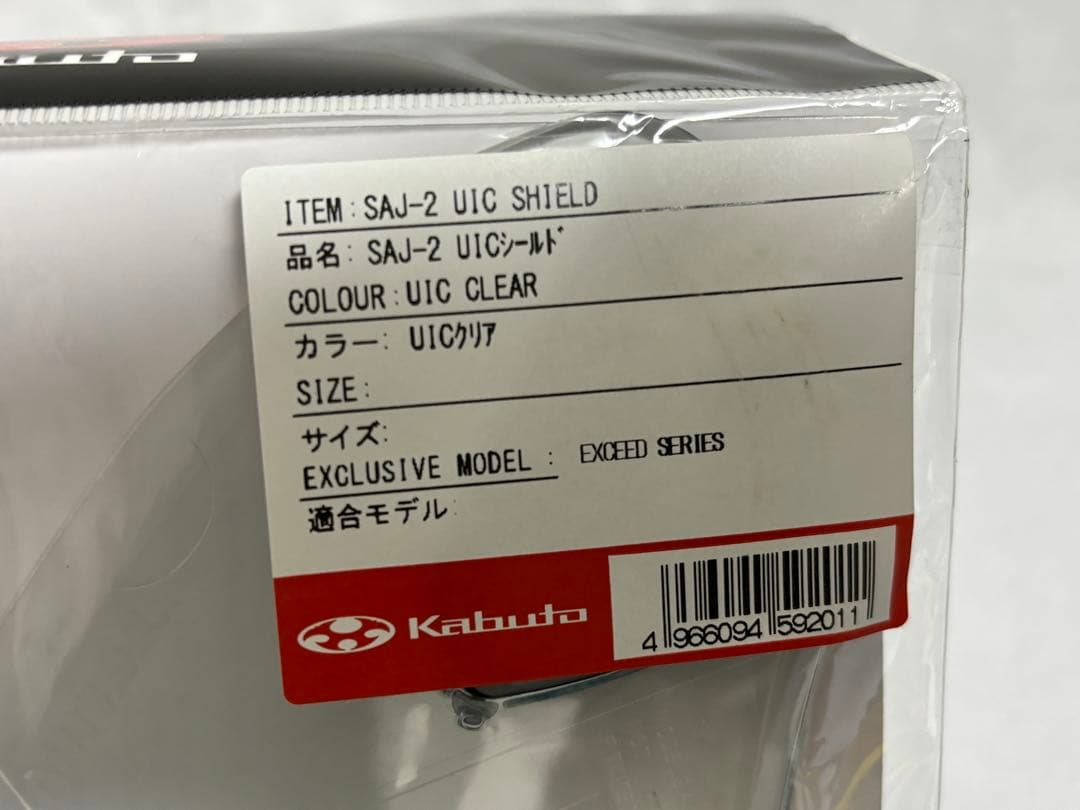 ITEM:SAJ-2 UIC SHIELD
品名: SAJ-2 UICｼｰﾙﾄﾞ
COLOUR:UIC CLEAR
カラー: UICｸﾘｱ
SIZE:
サイズ:
EXCLUSIVE MODEL : EXCEED SERIES
適合モデル:
Kabuto
4 966094 592011